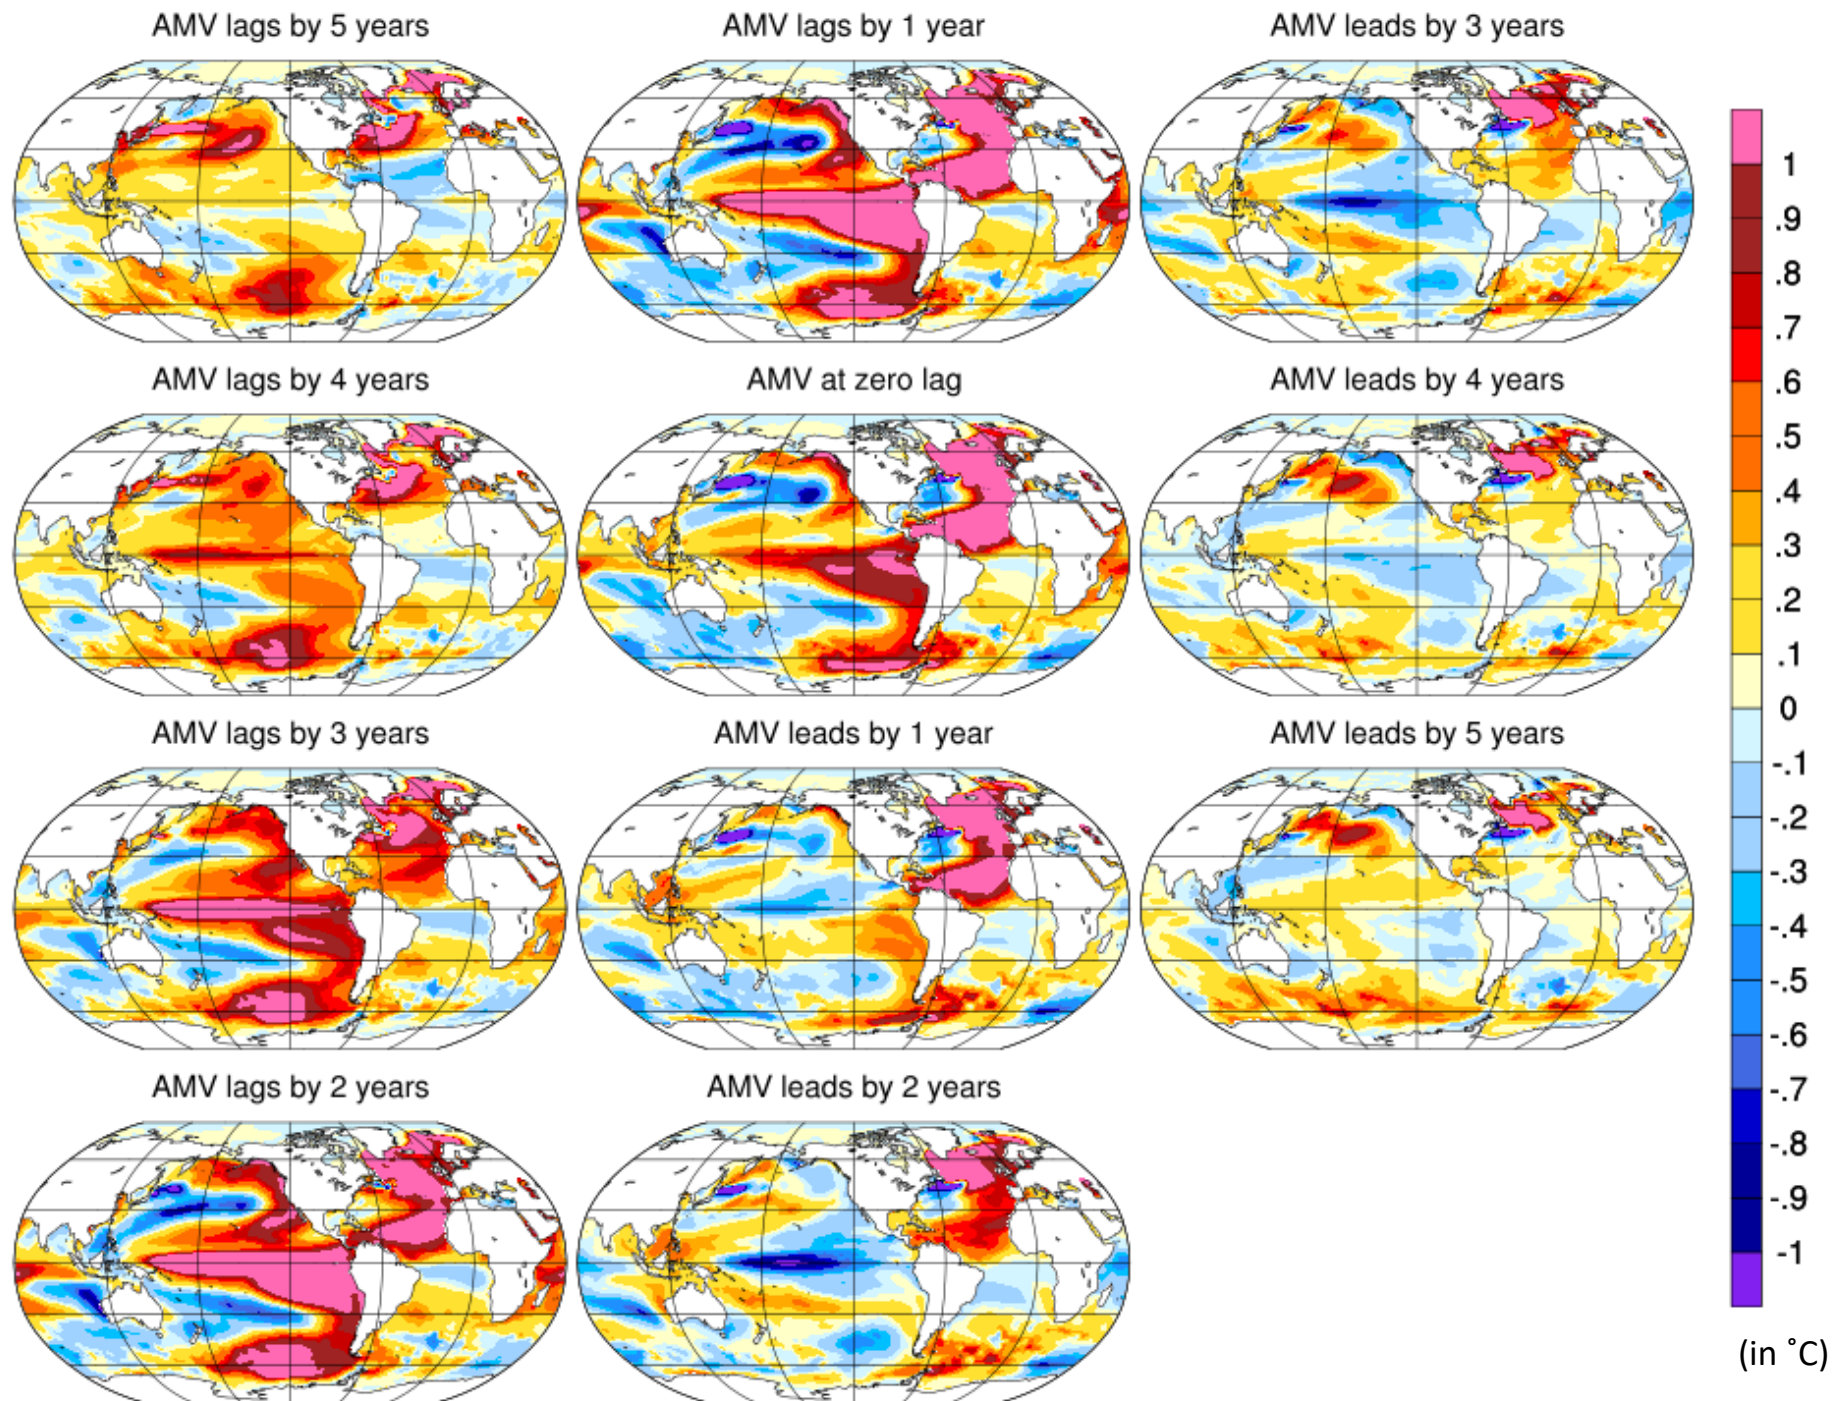 AMV lags by 5 years
AMV lags by 1 year
AMV leads by 3 years
AMV lags by 4 years
AMV at zero lag
AMV leads by 4 years
AMV lags by 3 years
AMV leads by 1 year
AMV leads by 5 years
AMV lags by 2 years
AMV leads by 2 years
1
.9
.8
.7
.6
.5
.4
.3
.2
.1
0
-.1
-.2
-.3
-.4
-.5
-.6
-.7
-.8
-.9
-1
(in ˚C)